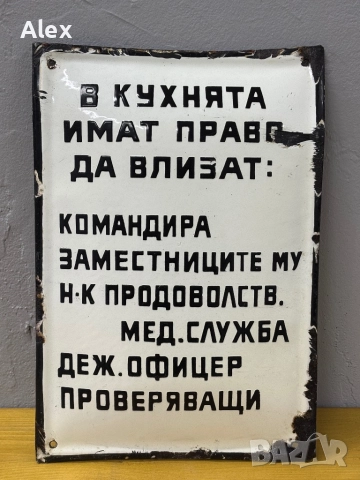 Alex
В КУХНЯТА
ИМАТ ПРАВО
ДА ВЛИЗАТ:
КОМАНДИРА
ЗАМЕСТНИЦИТЕ МУ
Н-К ПРОДОВОЛСТВ.
МЕД.СЛУЖБА
ДЕЖ.ОФИЦЕР
ПРОВЕРЯВАЩИ
BAZAR